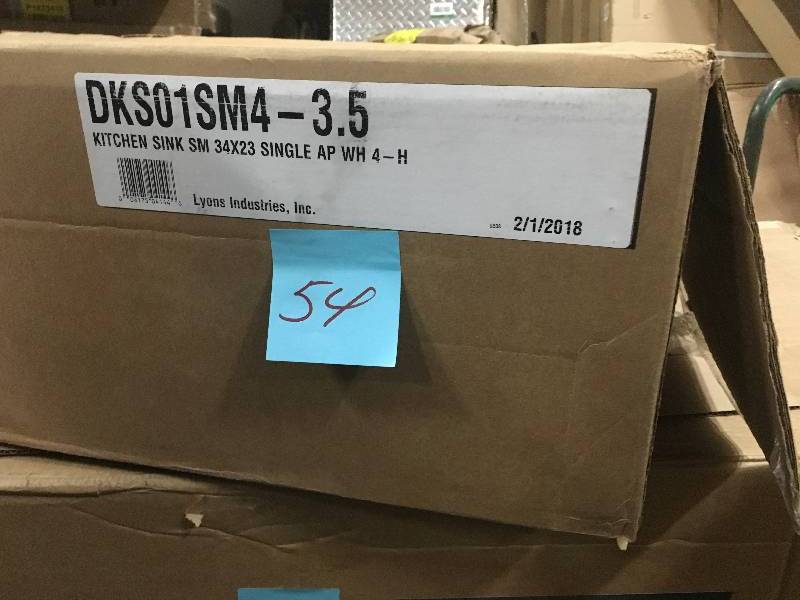 DKS01SM4-3.5
KITCHEN SINK SM 34X23 SINGLE AP WH 4-H
Lyons Industries, Inc.
2/1/2018
54